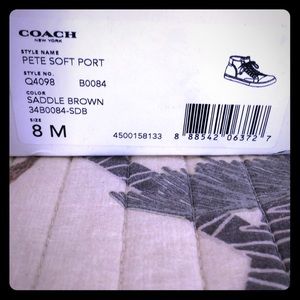 COACH
NEW YORK
STYLE NAME
PETE SOFT PORT
STYLE NO.
Q4098 B0084
COLOR
SADDLE BROWN
34B0084-SDB
SIZE
8 M
4500158133
8 88542 06372 7